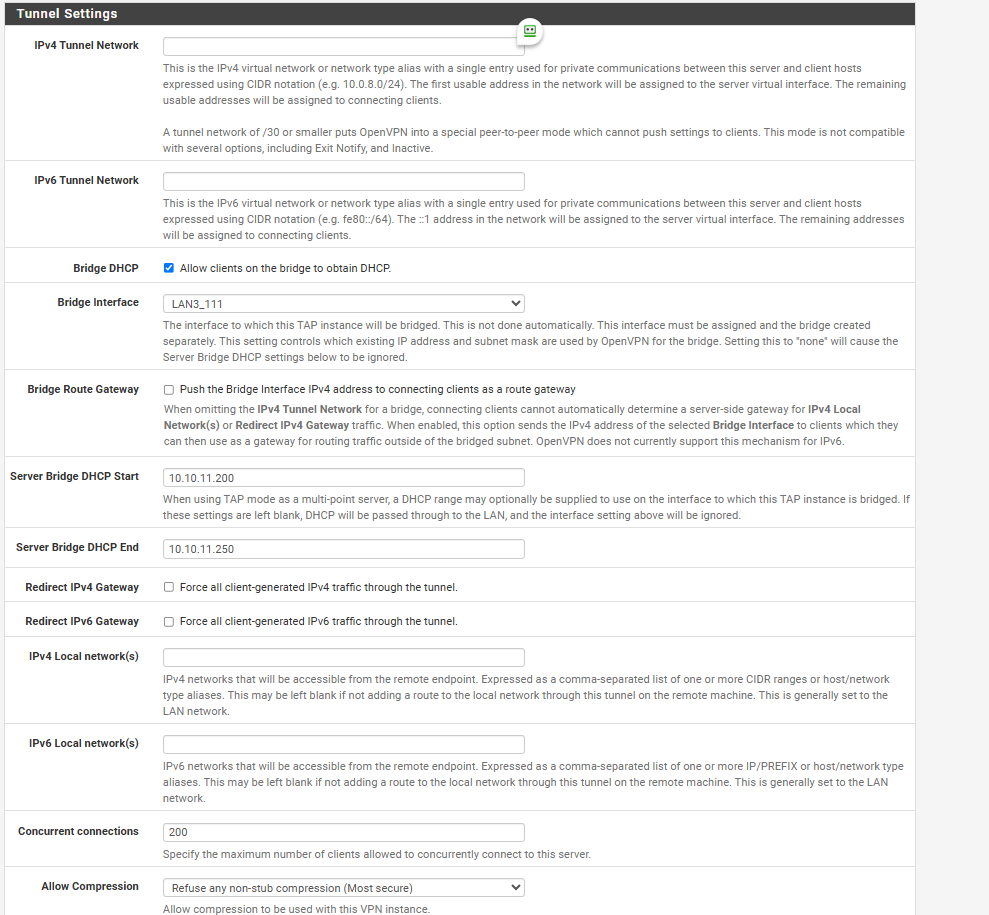 Tunnel Settings
IPv4 Tunnel Network
This is the IPv4 virtual network or network type alias with a single entry used for private communications between this server and client hosts
expressed using CIDR notation (e.g. 10.0.8.0/24). The first usable address in the network will be assigned to the server virtual interface. The remaining
usable addresses will be assigned to connecting clients.
A tunnel network of /30 or smaller puts OpenVPN into a special peer-to-peer mode which cannot push settings to clients. This mode is not compatible
with several options, including Exit Notify, and Inactive.
IPv6 Tunnel Network
This is the IPv6 virtual network or network type alias with a single entry used for private communications between this server and client hosts
expressed using CIDR notation (e.g. fe80::/64). The ::1 address in the network will be assigned to the server virtual interface. The remaining addresses
will be assigned to connecting clients.
Bridge DHCP
Allow clients on the bridge to obtain DHCP.
Bridge Interface
LAN3_111
The interface to which this TAP instance will be bridged. This is not done automatically. This interface must be assigned and the bridge created
separately. This setting controls which existing IP address and subnet mask are used by OpenVPN for the bridge. Setting this to "none" will cause the
Server Bridge DHCP settings below to be ignored.
Bridge Route Gateway
Push the Bridge Interface IPv4 address to connecting clients as a route gateway
When omitting the IPv4 Tunnel Network for a bridge, connecting clients cannot automatically determine a server-side gateway for IPv4 Local
Network(s) or Redirect IPv4 Gateway traffic. When enabled, this option sends the IPv4 address of the selected Bridge Interface to clients which they
can then use as a gateway for routing traffic outside of the bridged subnet. OpenVPN does not currently support this mechanism for IPv6.
Server Bridge DHCP Start
10.10.11.200
When using TAP mode as a multi-point server, a DHCP range may optionally be supplied to use on the interface to which this TAP instance is bridged. If
these settings are left blank, DHCP will be passed through to the LAN, and the interface setting above will be ignored.
Server Bridge DHCP End
10.10.11.250
Redirect IPv4 Gateway
Force all client-generated IPv4 traffic through the tunnel.
Redirect IPv6 Gateway
Force all client-generated IPv6 traffic through the tunnel.
IPv4 Local network(s)
IPv4 networks that will be accessible from the remote endpoint. Expressed as a comma-separated list of one or more CIDR ranges or host/network
type aliases. This may be left blank if not adding a route to the local network through this tunnel on the remote machine. This is generally set to the
LAN network.
IPv6 Local network(s)
IPv6 networks that will be accessible from the remote endpoint. Expressed as a comma-separated list of one or more IP/PREFIX or host/network type
aliases. This may be left blank if not adding a route to the local network through this tunnel on the remote machine. This is generally set to the LAN
network.
Concurrent connections
200
Specify the maximum number of clients allowed to concurrently connect to this server.
Allow Compression
Refuse any non-stub compression (Most secure)
Allow compression to be used with this VPN instance.